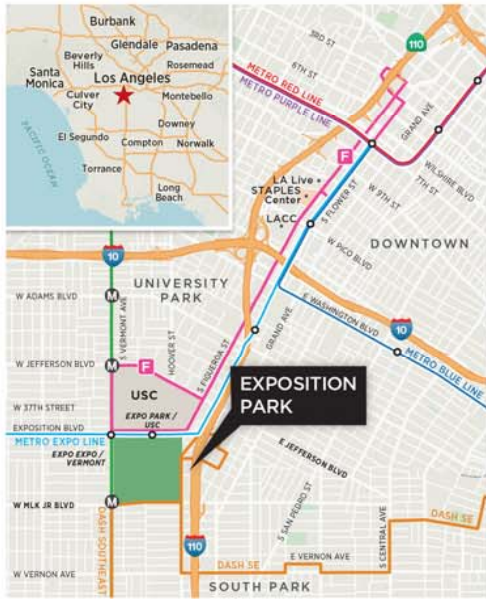 Burbank
Glendale
Pasadena
Beverly
Hills
Rosemead
Santa
Monica
Los Angeles
Culver
City
Montebello
Downey
El Segundo
Compton
Norwalk
Torrance
Long
Beach
PACIFIC OCEAN
3RD ST
110
6TH ST
METRO RED LINE
METRO PURPLE LINE
GRAND AVE
F
WILSHIRE BLVD
7TH ST
LA Live
STAPLES
Center
W 9TH ST
LACC
S FLOWER ST
W PICO BLVD
DOWNTOWN
10
UNIVERSITY
PARK
W ADAMS BLVD
M
S VERMONT AVE
HOOVER ST
GRAND AVE
E WASHINGTON BLVD
10
METRO BLUE LINE
W JEFFERSON BLVD
M
F
S FIGUEROA ST
USC
EXPOSITION
PARK
W 37TH STREET
EXPO PARK /
USC
EXPOSITION BLVD
METRO EXPO LINE
EXPO EXPO /
VERMONT
E JEFFERSON BLVD
W MLK JR BLVD
M
DASH SOUTHEAST
S SAN PEDRO ST
S CENTRAL AVE
110
DASH SE
E VERNON AVE
W VERNON AVE
SOUTH PARK